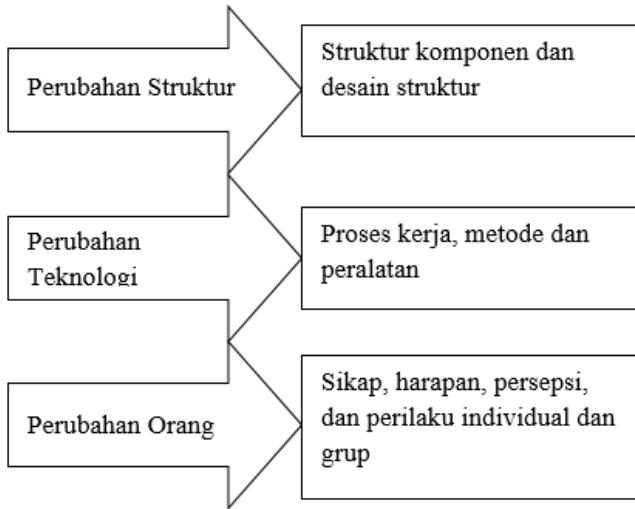 Perubahan Struktur
Struktur komponen dan
desain struktur
Perubahan
Teknologi
Proses kerja, metode dan
peralatan
Perubahan Orang
Sikap, harapan, persepsi,
dan perilaku individual dan
grup